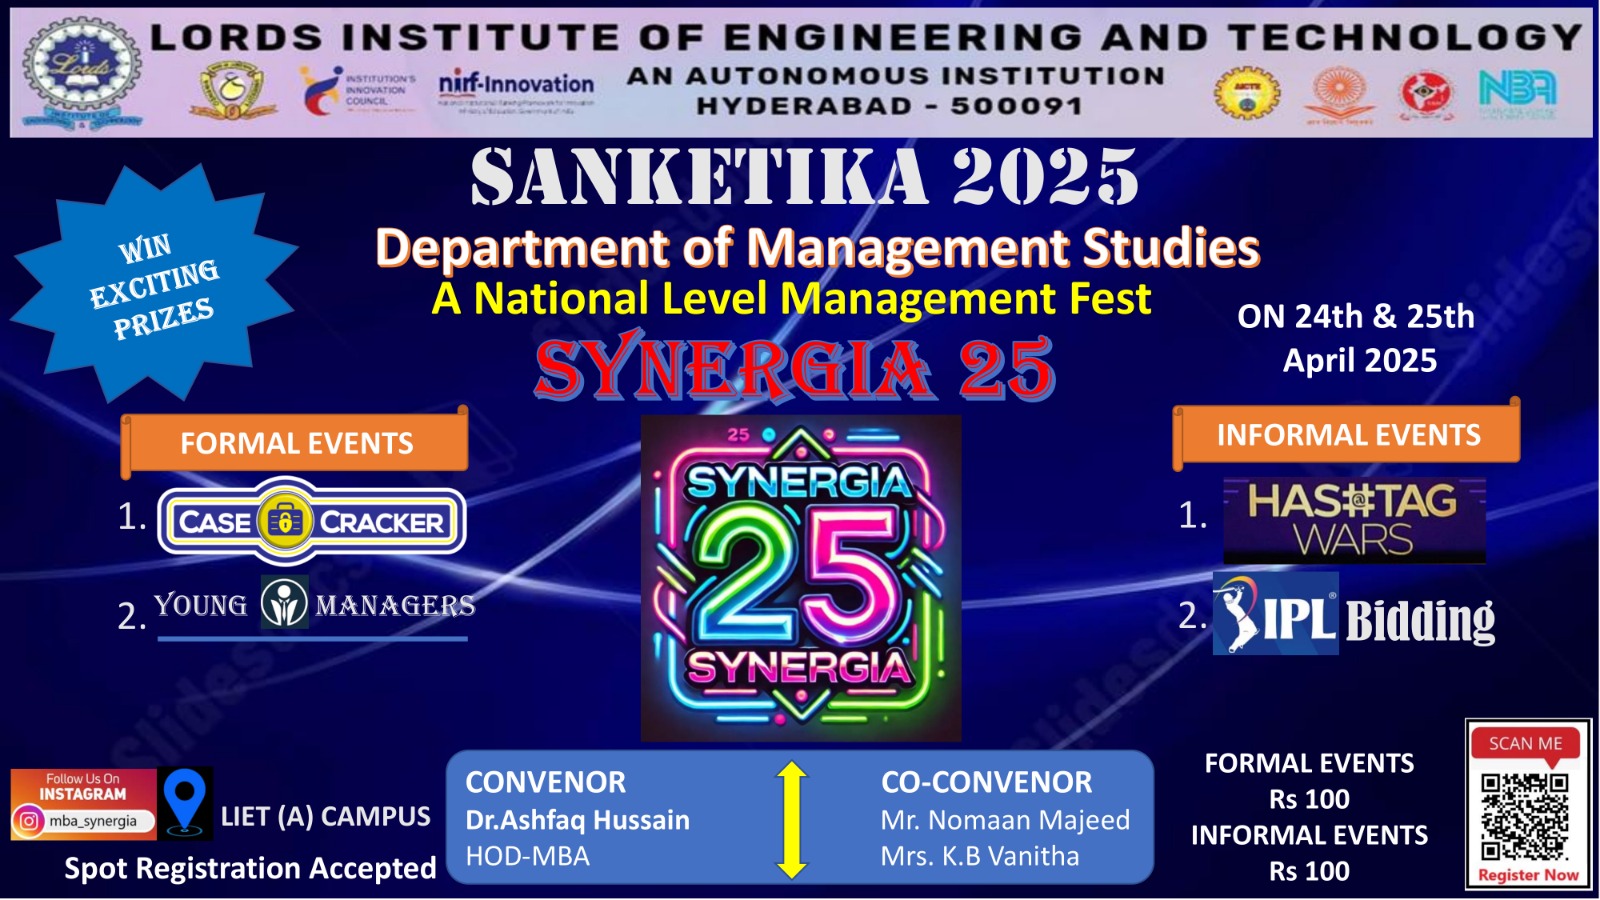 LORDS INSTITUTE OF ENGINEERING AND TECHNOLOGY
Lords
INSTITUTION'S
INNOVATION
COUNCIL
nirf-Innovation
AN AUTONOMOUS INSTITUTION
HYDERABAD - 500091
AICTE
NBA
SANKETIKA 2025
Department of Management Studies
A National Level Management Fest
SYNERGIA 25
WIN
EXCITING
PRIZES
ON 24th & 25th
April 2025
FORMAL EVENTS
1. CASE CRACKER
2. YOUNG MANAGERS
25
SYNERGIA
25
SYNERGIA
INFORMAL EVENTS
1. HAS#TAG
WARS
2. IPL® Bidding
Follow Us On
INSTAGRAM
mba_synergia
LIET (A) CAMPUS
Spot Registration Accepted
CONVENOR
Dr.Ashfaq Hussain
HOD-MBA
CO-CONVENOR
Mr. Nomaan Majeed
Mrs. K.B Vanitha
FORMAL EVENTS
Rs 100
INFORMAL EVENTS
Rs 100
SCAN ME
Register Now